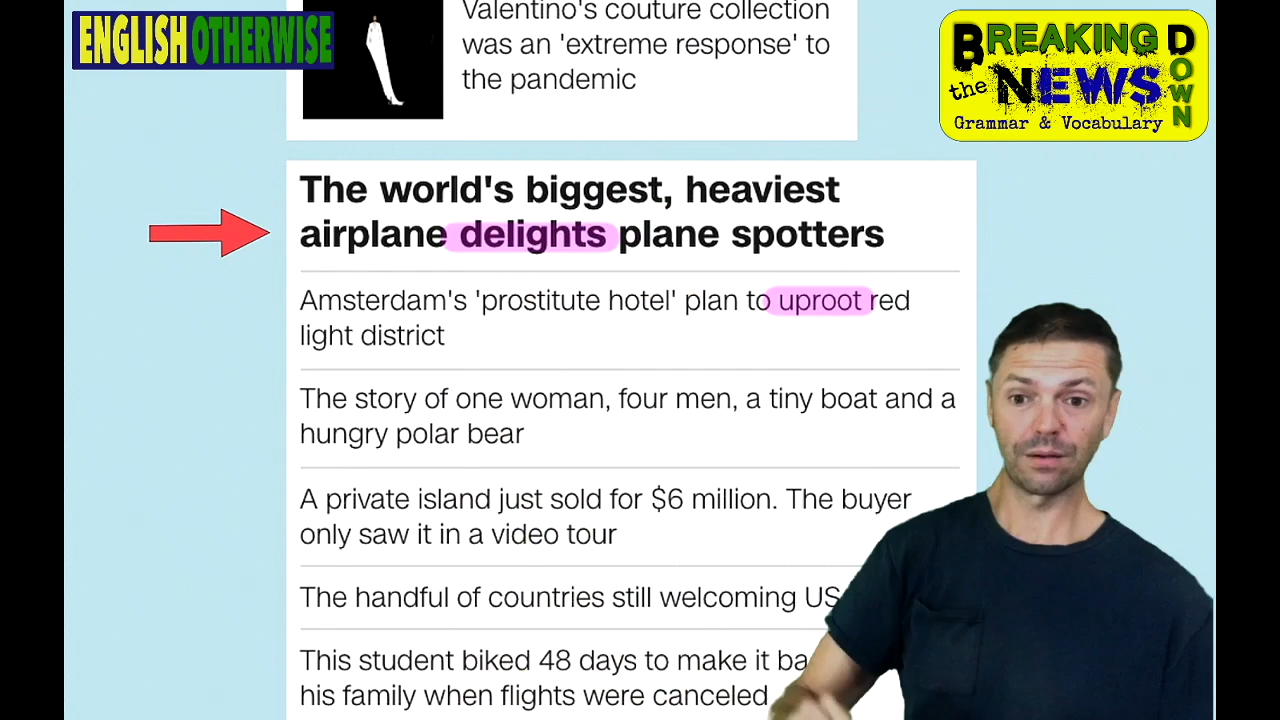 ENGLISH OTHERWISE
Valentino's couture collection
was an 'extreme response' to
the pandemic
BREAKING DOWN
the NEWS
Grammar & Vocabulary
The world's biggest, heaviest
airplane delights plane spotters
Amsterdam's 'prostitute hotel' plan to uproot red
light district
The story of one woman, four men, a tiny boat and a
hungry polar bear
A private island just sold for $6 million. The buyer
only saw it in a video tour
The handful of countries still welcoming US
This student biked 48 days to make it ba
his family when flights were canceled